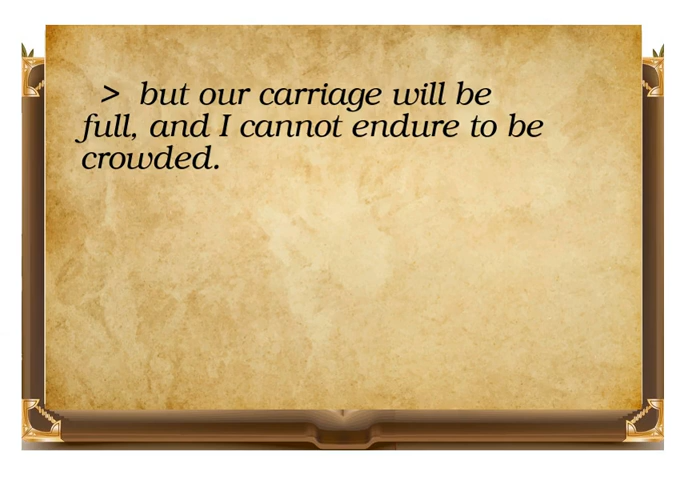 > but our carriage will be
full, and I cannot endure to be
crowded.